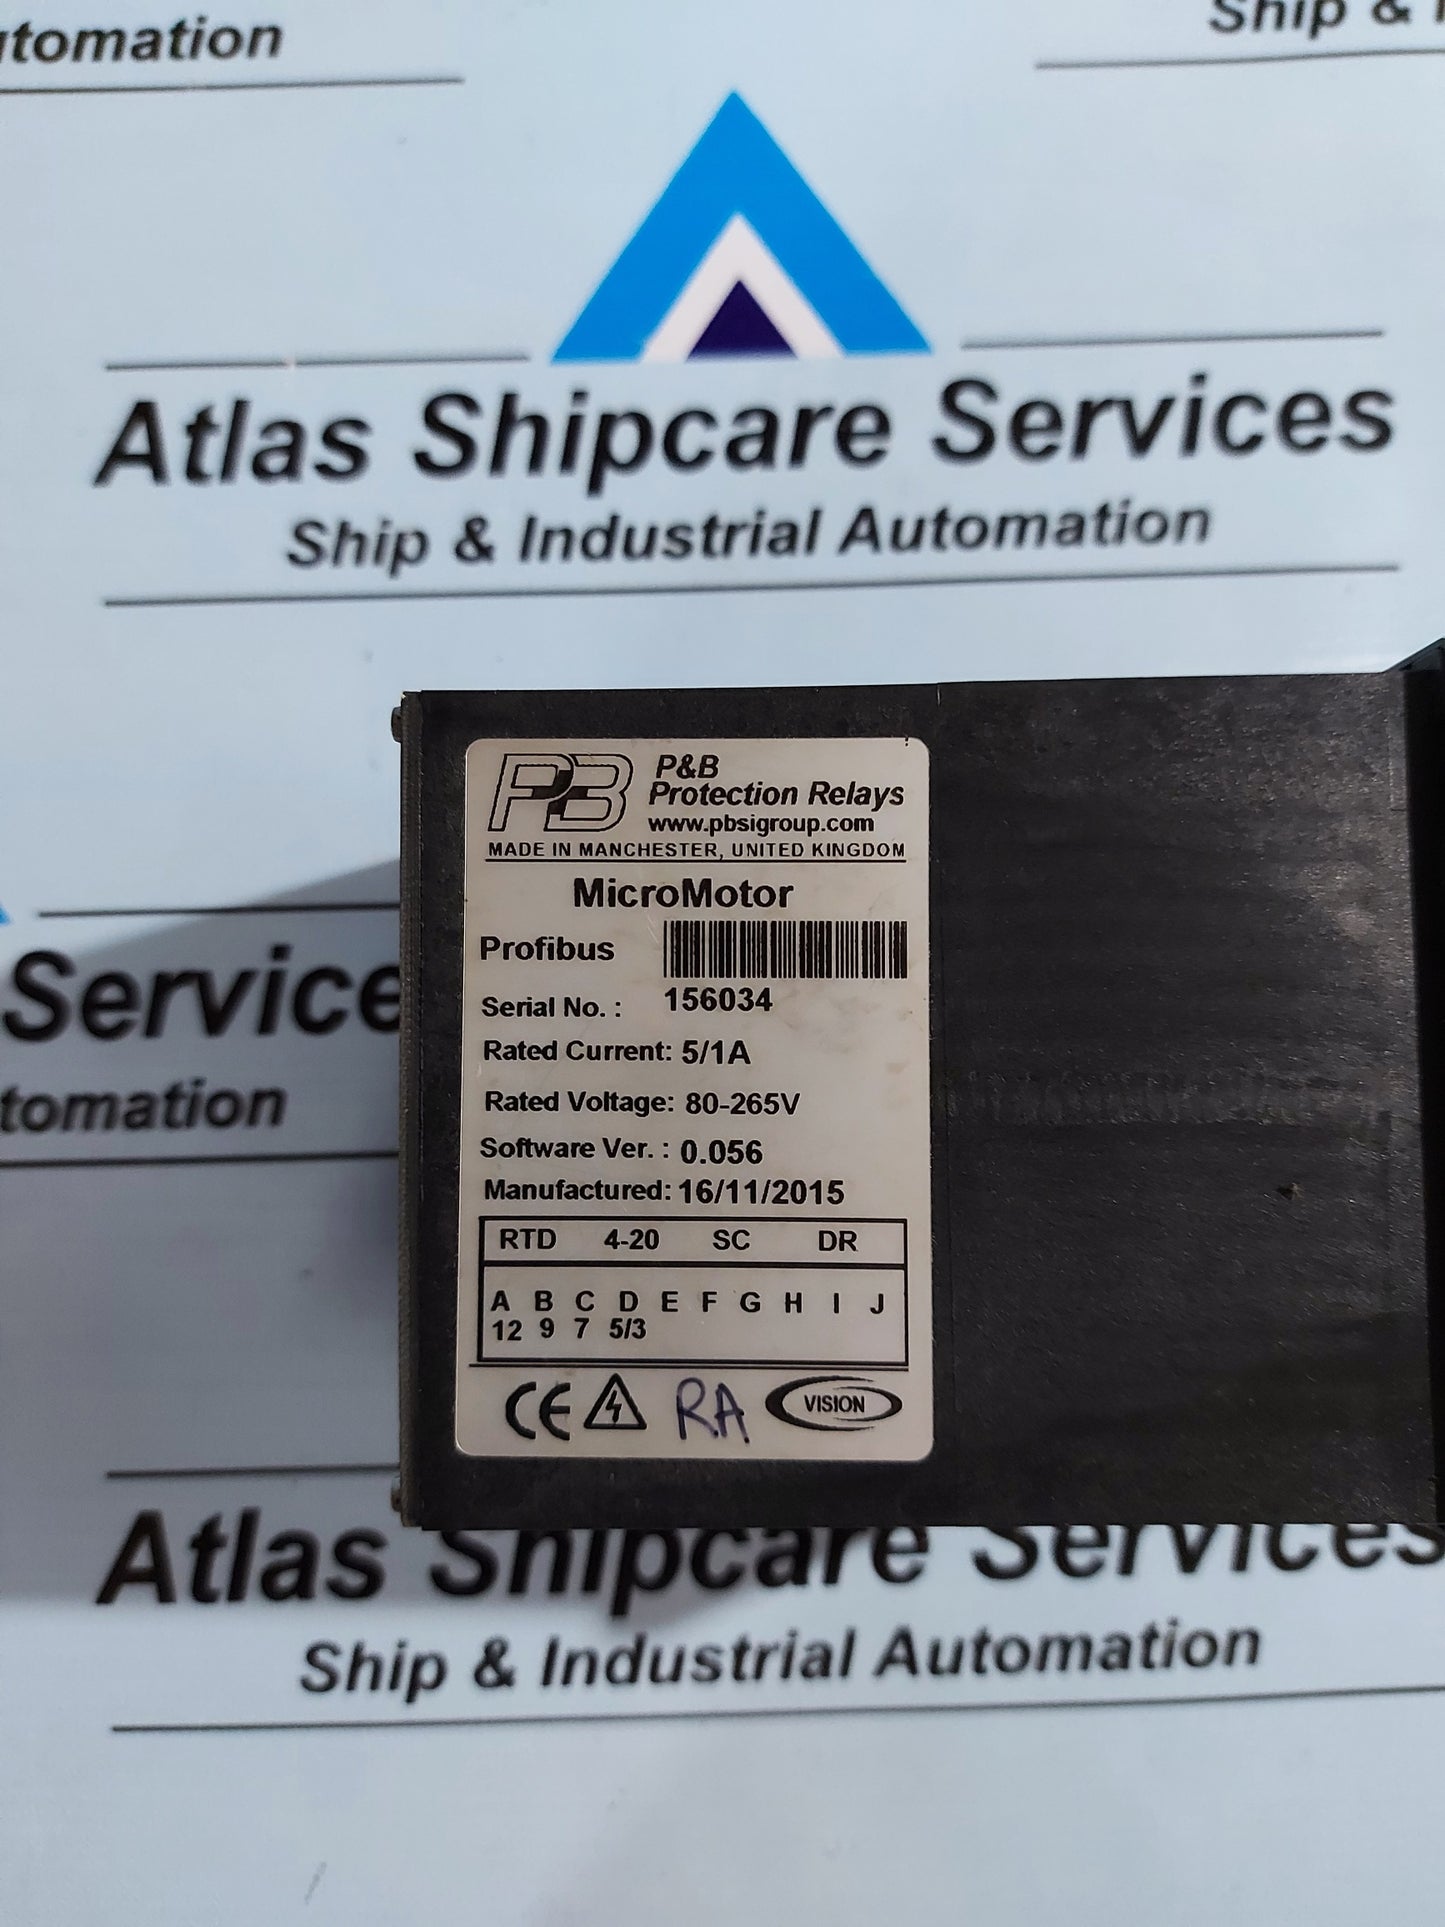 tomation
Ship &
Atlas Shipcare Services
Ship & Industrial Automation
PB
P&B
Protection Relays
www.pbsigroup.com
MADE IN MANCHESTER, UNITED KINGDOM
MicroMotor
Profibus
Serial No. : 156034
Rated Current: 5/1A
Rated Voltage: 80-265V
Software Ver. : 0.056
Manufactured: 16/11/2015
RTD 4-20 SC DR
A B C D E F G H I J
12 9 7 5/3
CE RA VISION
Service
tomation
Atlas Shipcare Services
Ship & Industrial Automation